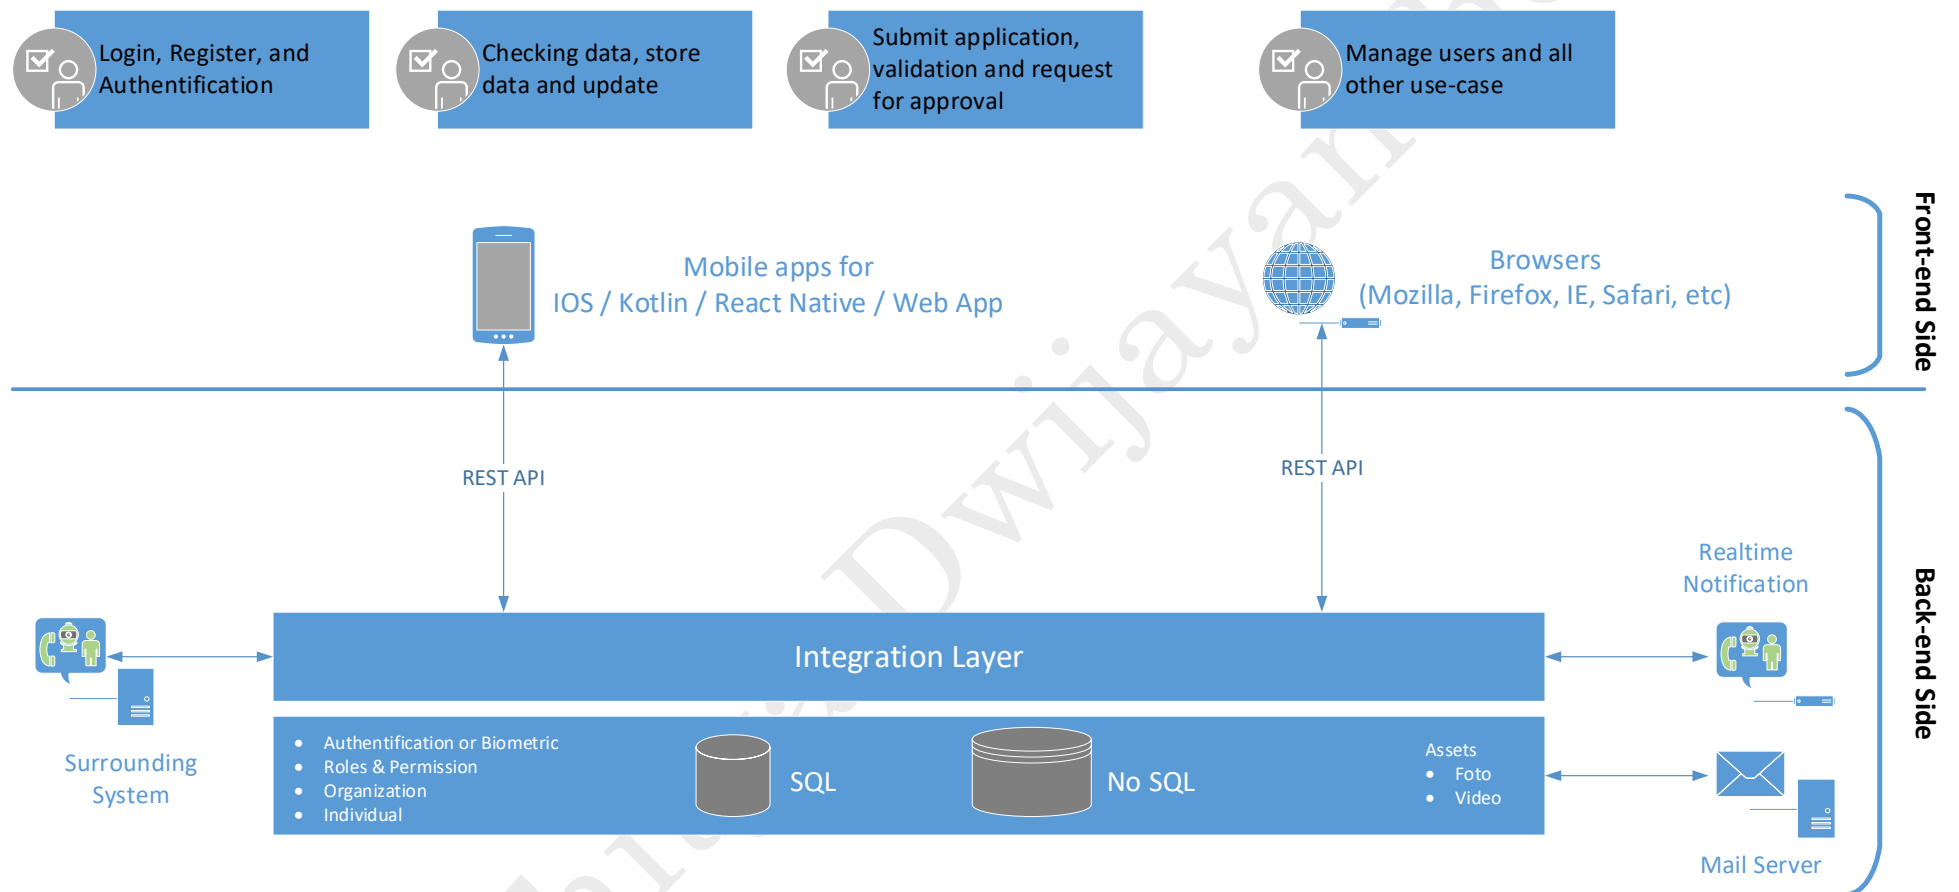 Login, Register, and
Authentification
Checking data, store
data and update
Submit application,
validation and request
for approval
Manage users and all
other use-case
Front-end Side
Mobile apps for
IOS / Kotlin / React Native / Web App
Browsers
(Mozilla, Firefox, IE, Safari, etc)
REST API
REST API
Back-end Side
Realtime
Notification
Integration Layer
Surrounding
System
• Authentification or Biometric
• Roles & Permission
• Organization
• Individual
SQL
No SQL
Assets
• Foto
• Video
Mail Server
Dwijayan